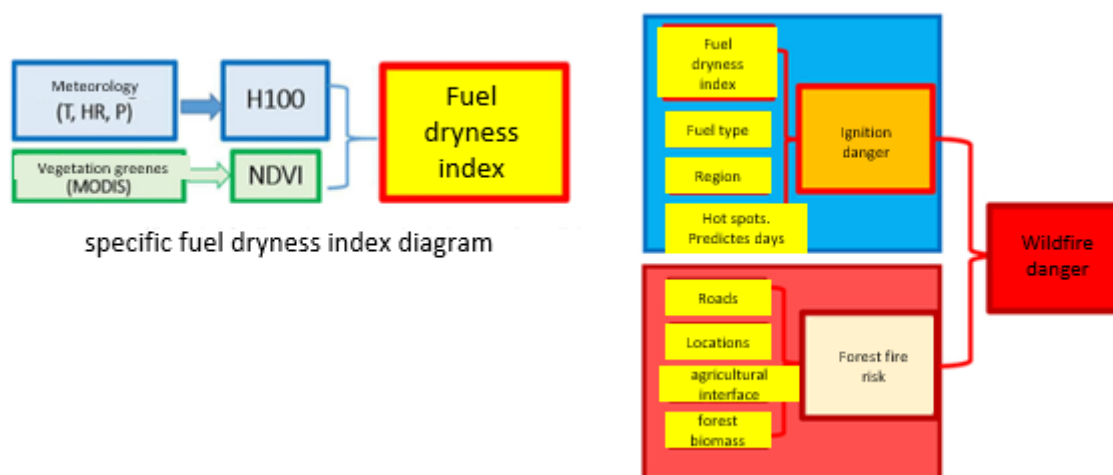 Meteorology
(T, HR, P)
H100
Vegetation greenes
(MODIS)
NDVI
Fuel
dryness
index
specific fuel dryness index diagram
Fuel
dryness
index
Fuel type
Region
Hot spots.
Predictes days
Ignition
danger
Roads
Locations
agricultural
interface
forest
biomass
Forest fire
risk
Wildfire
danger